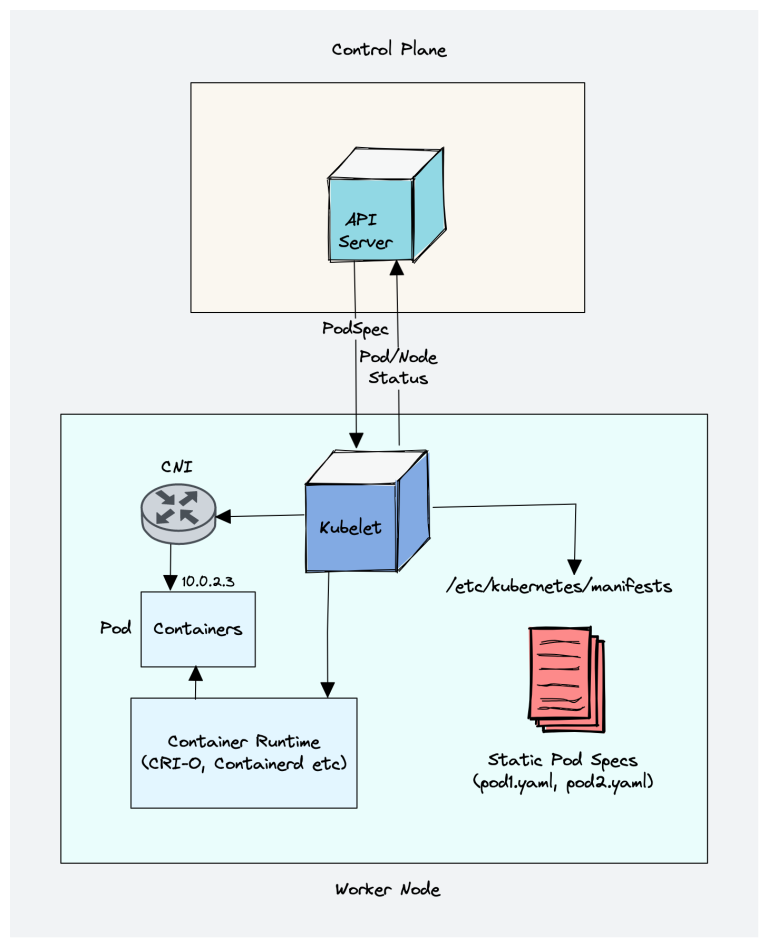 Control Plane
API
Server
PodSpec
Pod/Node
Status
CNI
Kubelet
10.0.2.3
/etc/kubernetes/manifests
Pod
Containers
Container Runtime
(CRI-O, Containerd etc)
Static Pod Specs
(pod1.yaml, pod2.yaml)
Worker Node